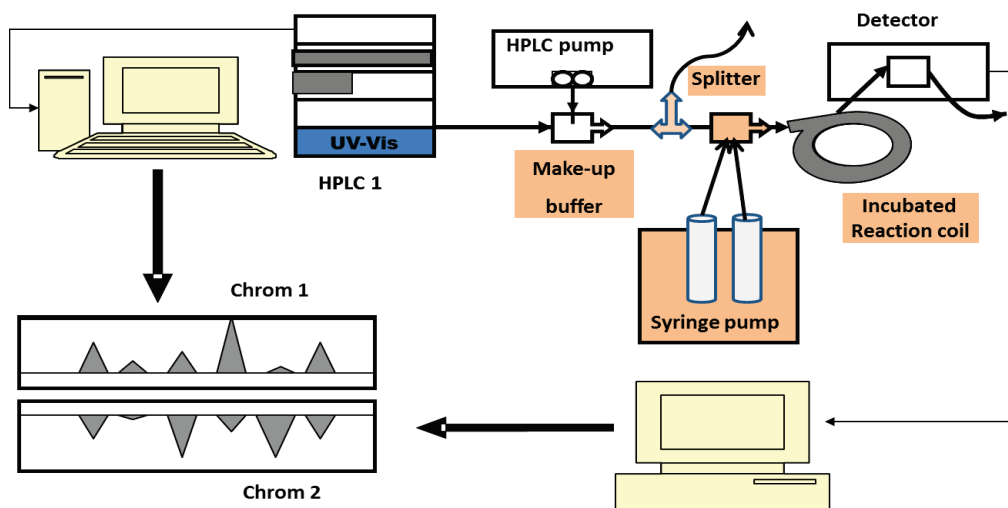 Detector
HPLC pump
Splitter
UV-Vis
HPLC 1
Make-up
buffer
Incubated
Reaction coil
Chrom 1
Syringe pump
Chrom 2